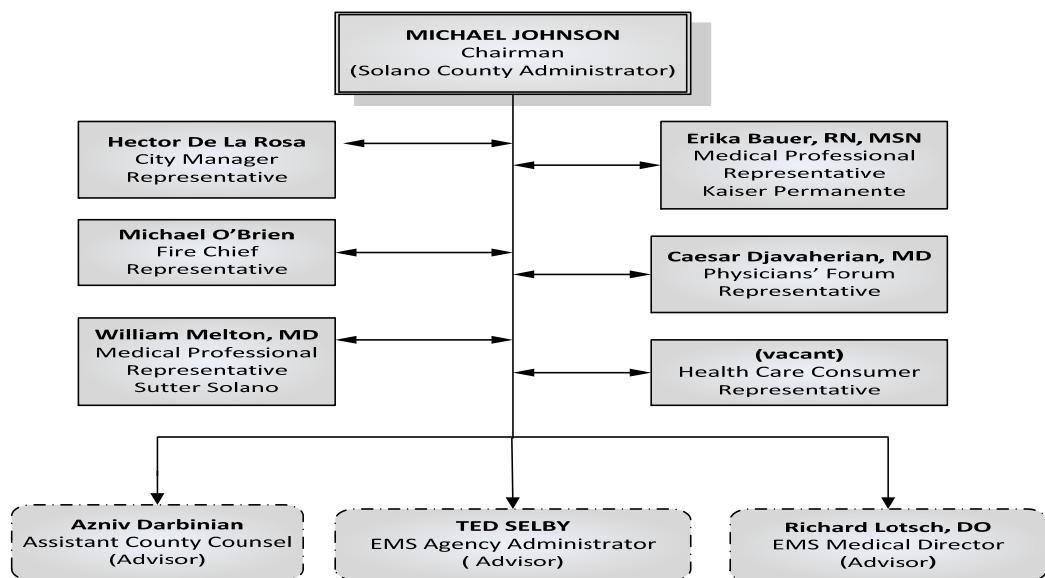 MICHAEL JOHNSON
Chairman
(Solano County Administrator)
Hector De La Rosa
City Manager
Representative
Erika Bauer, RN, MSN
Medical Professional
Representative
Kaiser Permanente
Michael O’Brien
Fire Chief
Representative
Caesar Djavaherian, MD
Physicians’ Forum
Representative
William Melton, MD
Medical Professional
Representative
Sutter Solano
(vacant)
Health Care Consumer
Representative
Azniv Darbinian
Assistant County Counsel
(Advisor)
TED SELBY
EMS Agency Administrator
( Advisor)
Richard Lotsch, DO
EMS Medical Director
(Advisor)